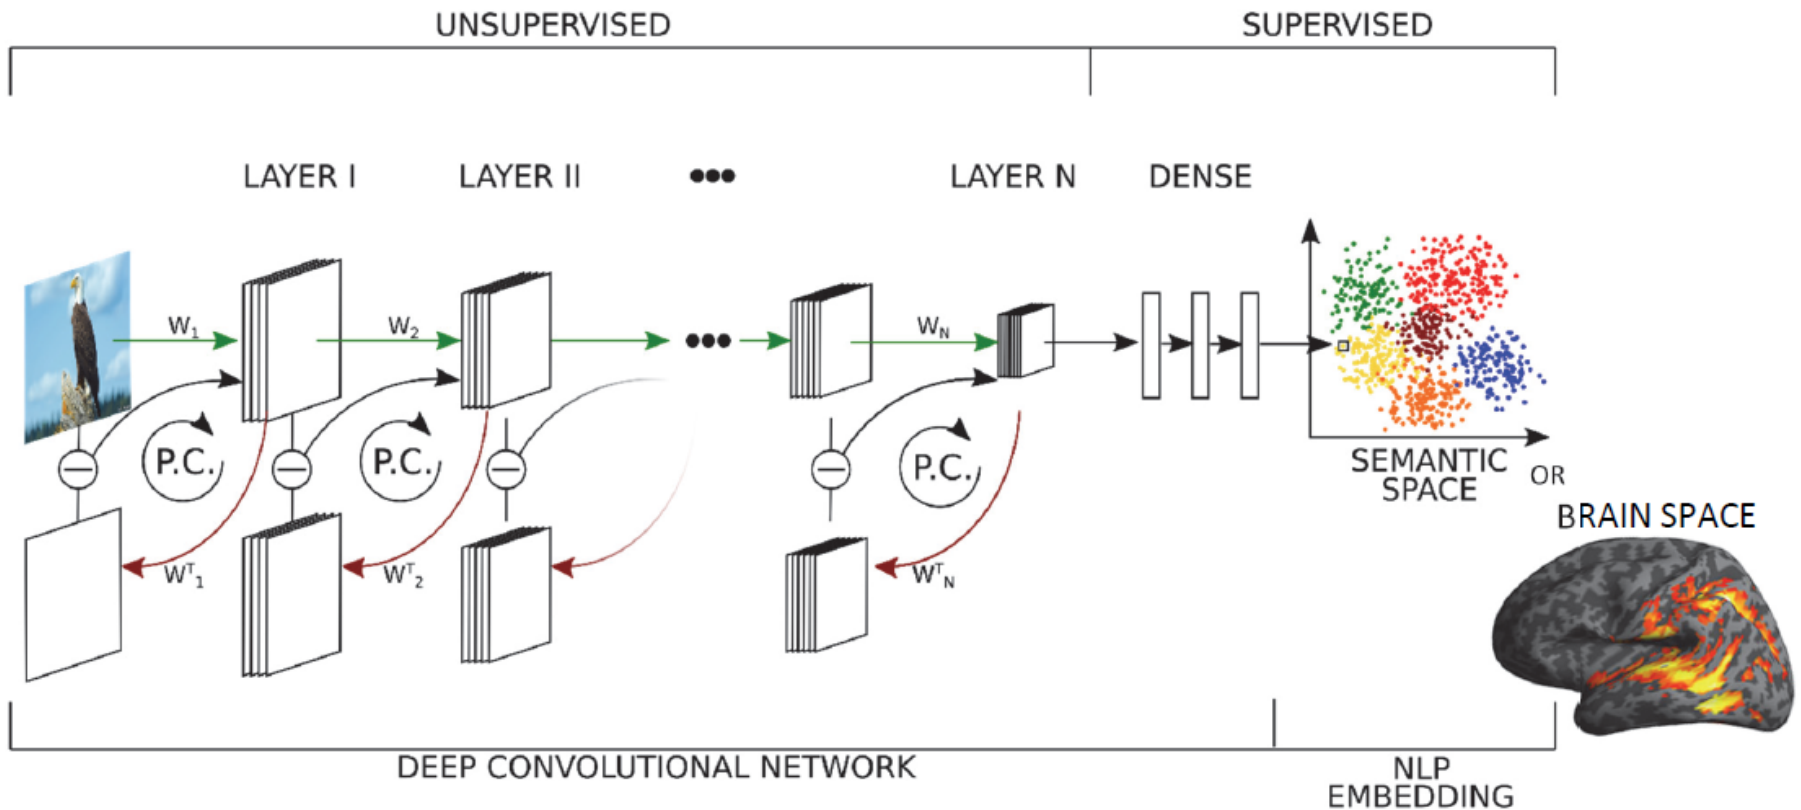 UNSUPERVISED
SUPERVISED
LAYER I
LAYER II
•••
LAYER N
DENSE
W1
W2
•••
WN
P.C.
P.C.
P.C.
WT1
WT2
WTN
SEMANTIC
SPACE
OR
BRAIN SPACE
DEEP CONVOLUTIONAL NETWORK
NLP
EMBEDDING